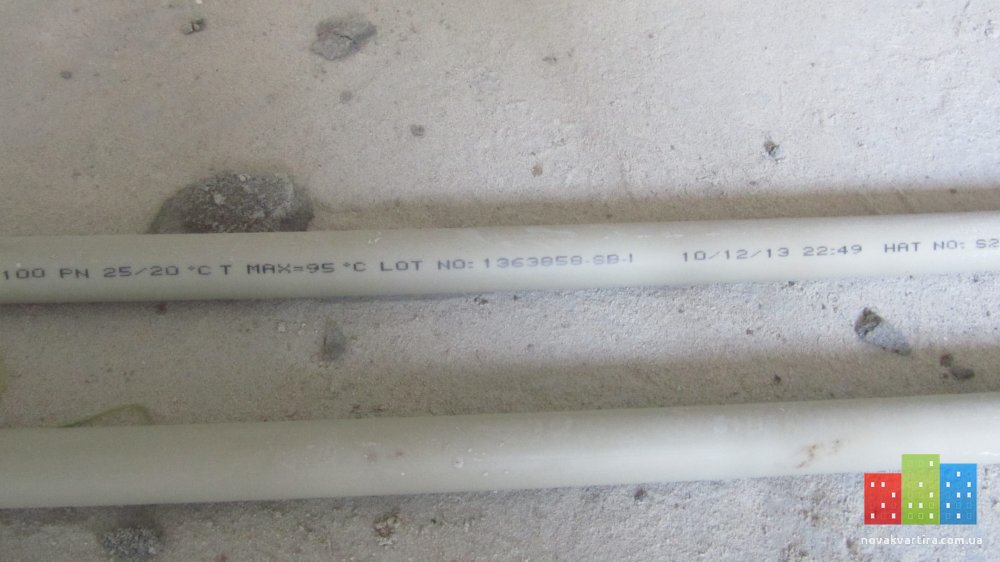 100 PN 25/20 °C T MAX=95 °C LOT NO: 1363858-SB-I 10/12/13 22:49 HAT NO: S2
novakvartira.com.ua